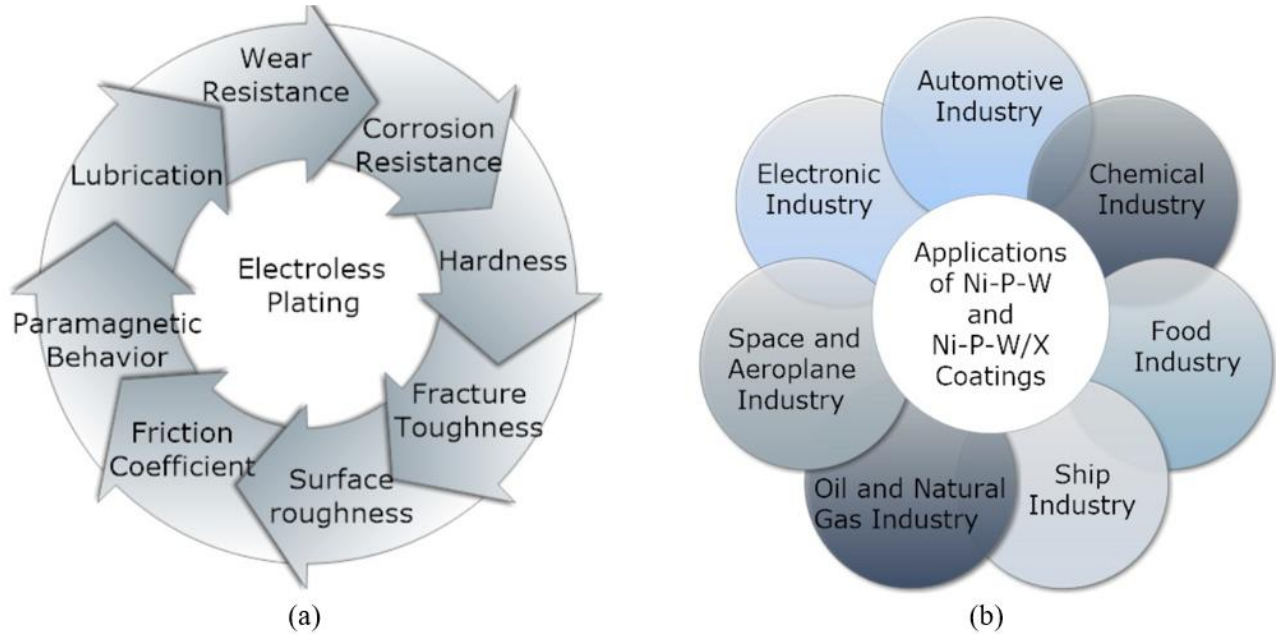 Wear
Resistance
Corrosion
Resistance
Hardness
Fracture
Toughness
Surface
roughness
Friction
Coefficient
Paramagnetic
Behavior
Lubrication
Electroless
Plating
(a)
Automotive
Industry
Chemical
Industry
Food
Industry
Ship
Industry
Oil and Natural
Gas Industry
Space and
Aeroplane
Industry
Electronic
Industry
Applications
of Ni-P-W
and
Ni-P-W/X
Coatings
(b)